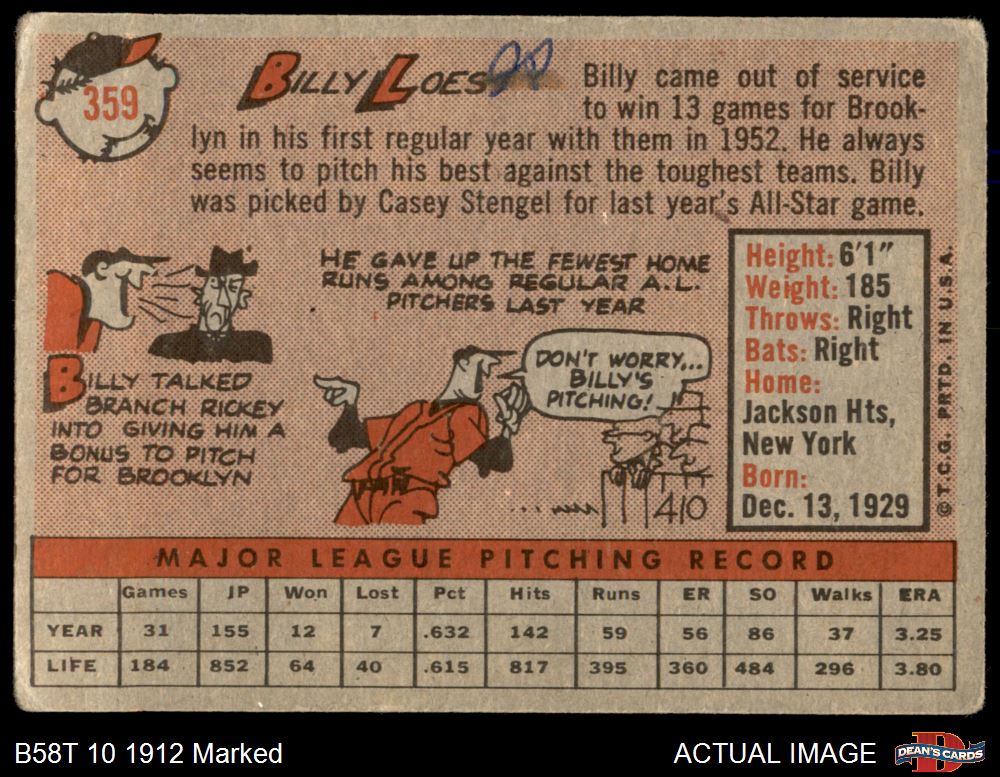 359
BILLY LOES
Billy came out of service
to win 13 games for Brook-
lyn in his first regular year with them in 1952. He always
seems to pitch his best against the toughest teams. Billy
was picked by Casey Stengel for last year's All-Star game.
BILLY TALKED
BRANCH RICKEY
INTO GIVING HIM A
BONUS TO PITCH
FOR BROOKLYN
HE GAVE UP THE FEWEST HOME
RUNS AMONG REGULAR A.L.
PITCHERS LAST YEAR
DON'T WORRY...
BILLY'S
PITCHING!
410
Height: 6'1"
Weight: 185
Throws: Right
Bats: Right
Home:
Jackson Hts,
New York
Born:
Dec. 13, 1929
© T.C.G. PRTD. IN U.S.A.
MAJOR LEAGUE PITCHING RECORD
Games IP Won Lost Pct Hits Runs ER SO Walks ERA
YEAR 31 155 12 7 .632 142 59 56 86 37 3.25
LIFE 184 852 64 40 .615 817 395 360 484 296 3.80
B58T 10 1912 Marked
ACTUAL IMAGE
DEAN'S CARDS